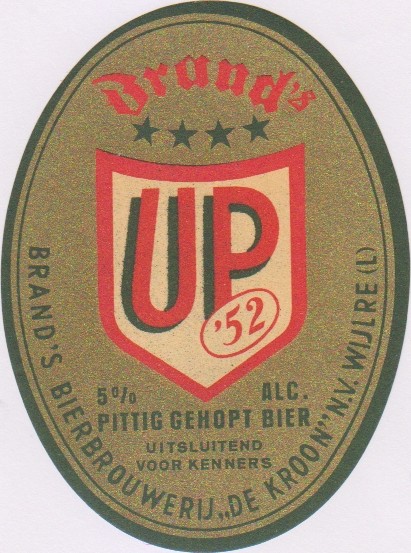 Brand's
UP
'52
5% ALC.
PITTIG GEHOPT BIER
UITSLUITEND
VOOR KENNERS
BRAND'S BIERBROUWERIJ „DE KROON" N.V. WIJLRE (L)